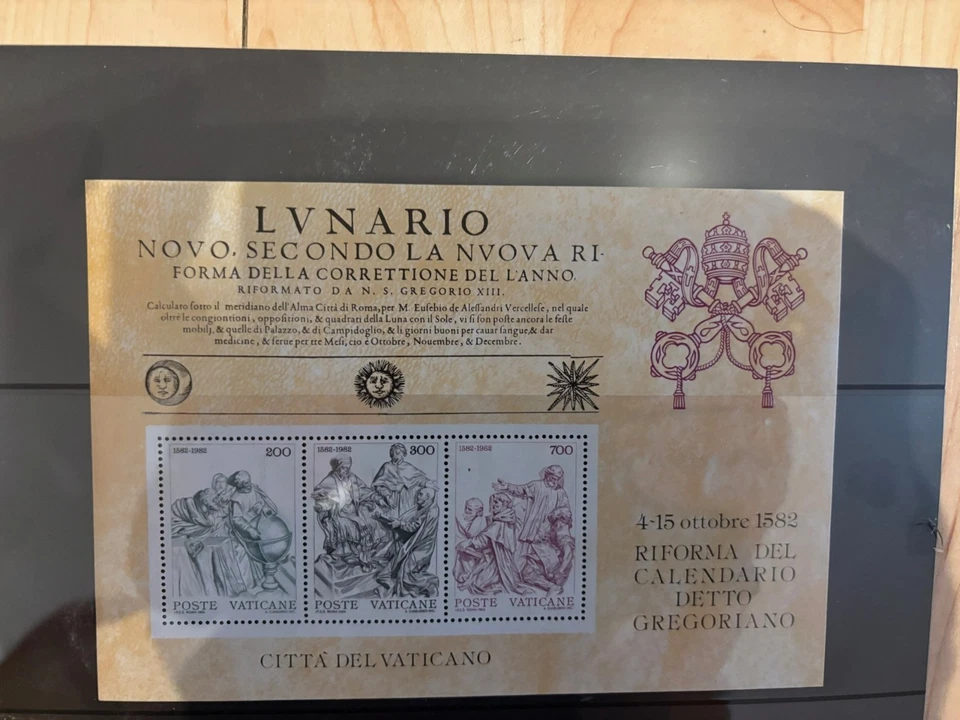 LVNARIO
NOVO, SECONDO LA NVOVA RI-
FORMA DELLA CORRETTIONE DEL L'ANNO.
RIFORMATO DA N. S. GREGORIO XIII.
Calculato sotto il meridiano dell'Alma Città di Roma, per M. Eusebio de Alessandri Vercellese, nel quale
oltre le congiontioni, oppositioni, & quadrati della Luna con il Sole, vi si son poste ancora le feste
mobili, & quelle di Palazzo, & di Campidoglio, & li giorni buoni per cauar sangue, & dar
medicine, & serue per tre Mesi, cio è Ottobre, Nouembre, & Decembre.
1582-1982 200
1582-1982 300
1582-1982 700
POSTE VATICANE
POSTE VATICANE
POSTE VATICANE
CITTÀ DEL VATICANO
4-15 ottobre 1582
RIFORMA DEL
CALENDARIO
DETTO
GREGORIANO